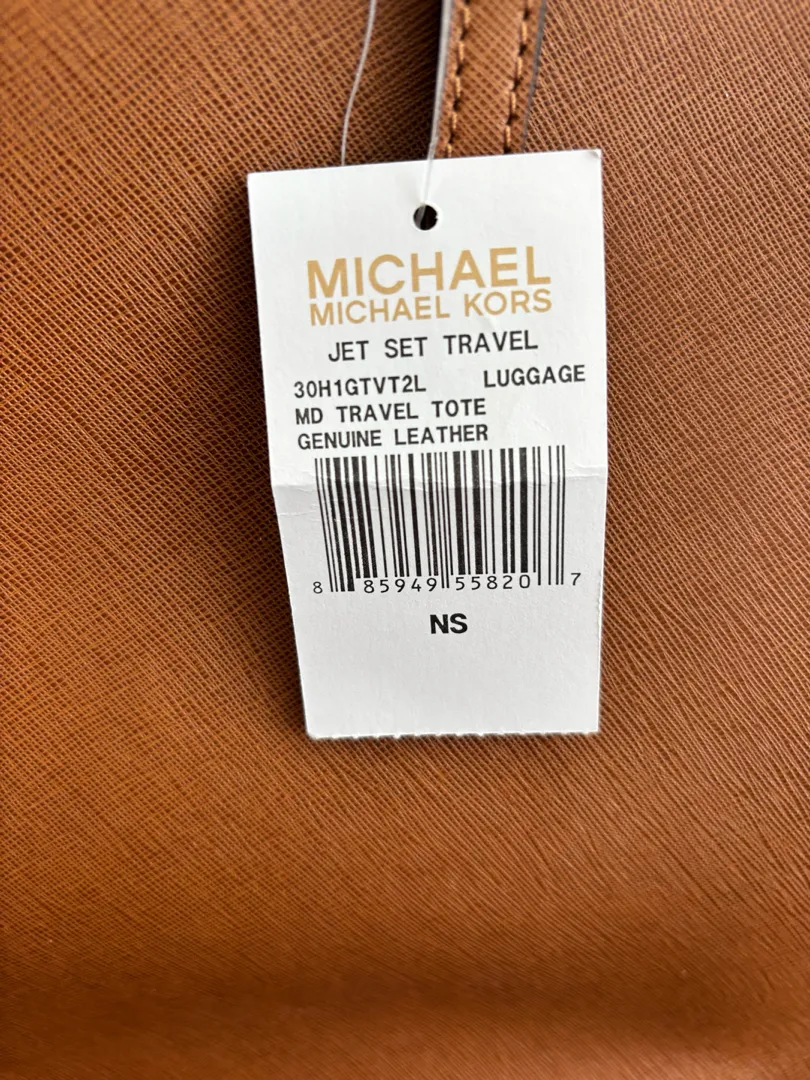 MICHAEL
MICHAEL KORS
JET SET TRAVEL
30H1GTVT2L LUGGAGE
MD TRAVEL TOTE
GENUINE LEATHER
8 85949 55820 7
NS